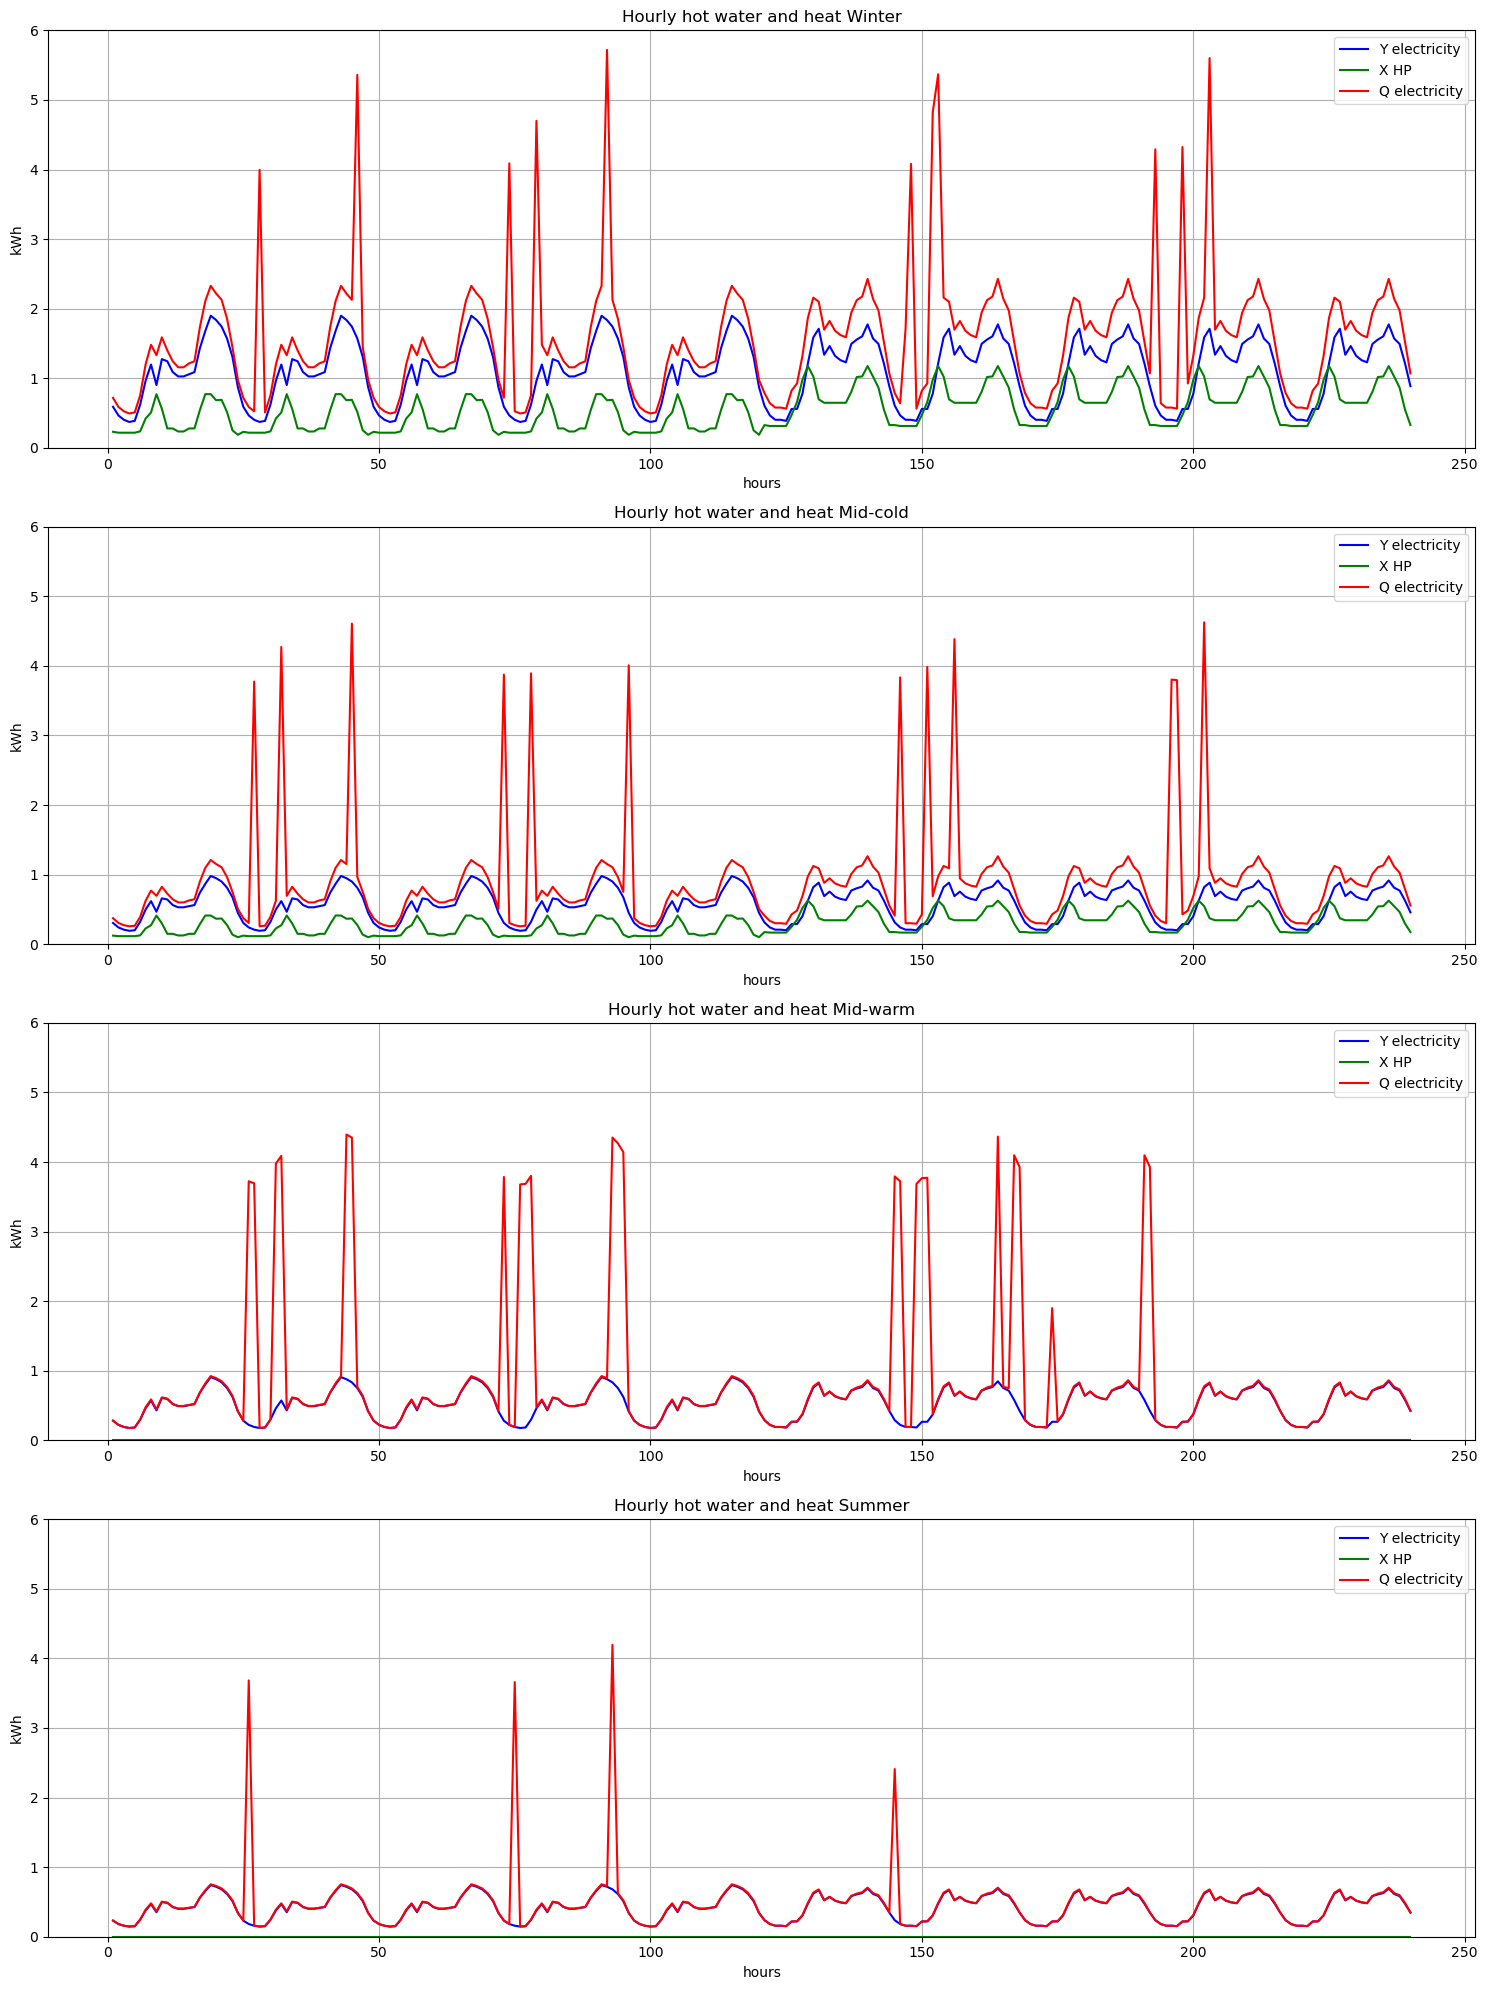 Hourly hot water and heat Winter
6
5
4
3
2
1
0
kWh
Y electricity
X HP
Q electricity
0 50 100 150 200 250
hours
Hourly hot water and heat Mid-cold
6
5
4
3
2
1
0
kWh
Y electricity
X HP
Q electricity
0 50 100 150 200 250
hours
Hourly hot water and heat Mid-warm
6
5
4
3
2
1
0
kWh
Y electricity
X HP
Q electricity
0 50 100 150 200 250
hours
Hourly hot water and heat Summer
6
5
4
3
2
1
0
kWh
Y electricity
X HP
Q electricity
0 50 100 150 200 250
hours